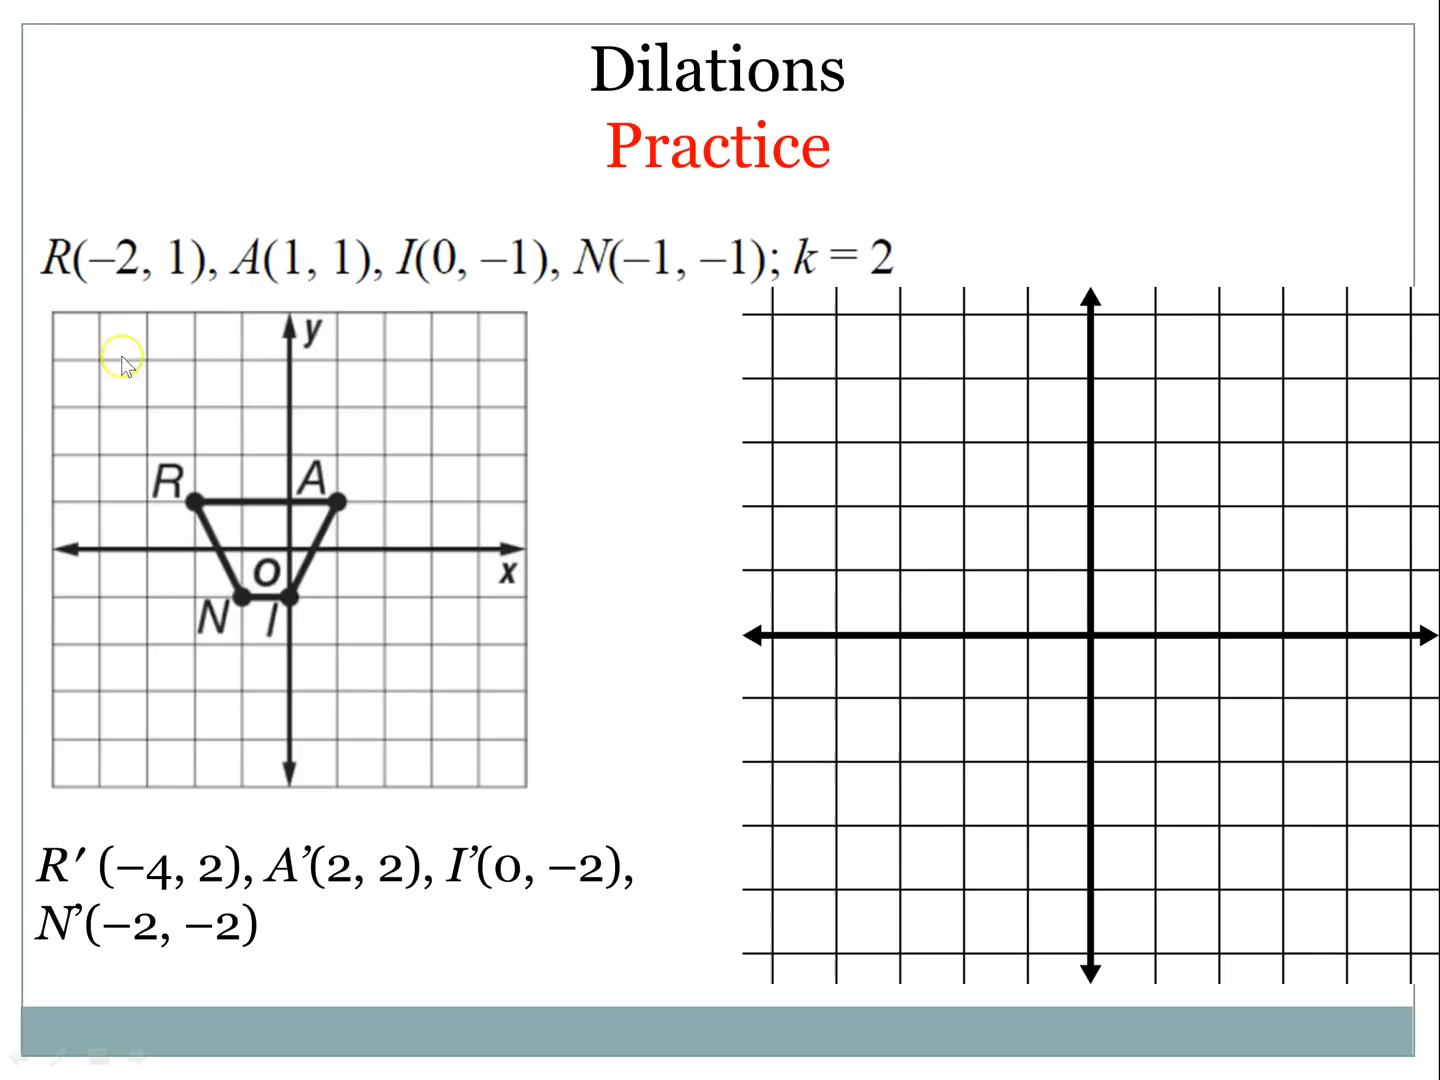 Dilations
Practice
R(–2, 1), A(1, 1), I(0, –1), N(–1, –1); k = 2
y
R A
O
x
N I
R′ (–4, 2), A’(2, 2), I’(0, –2),
N’(–2, –2)